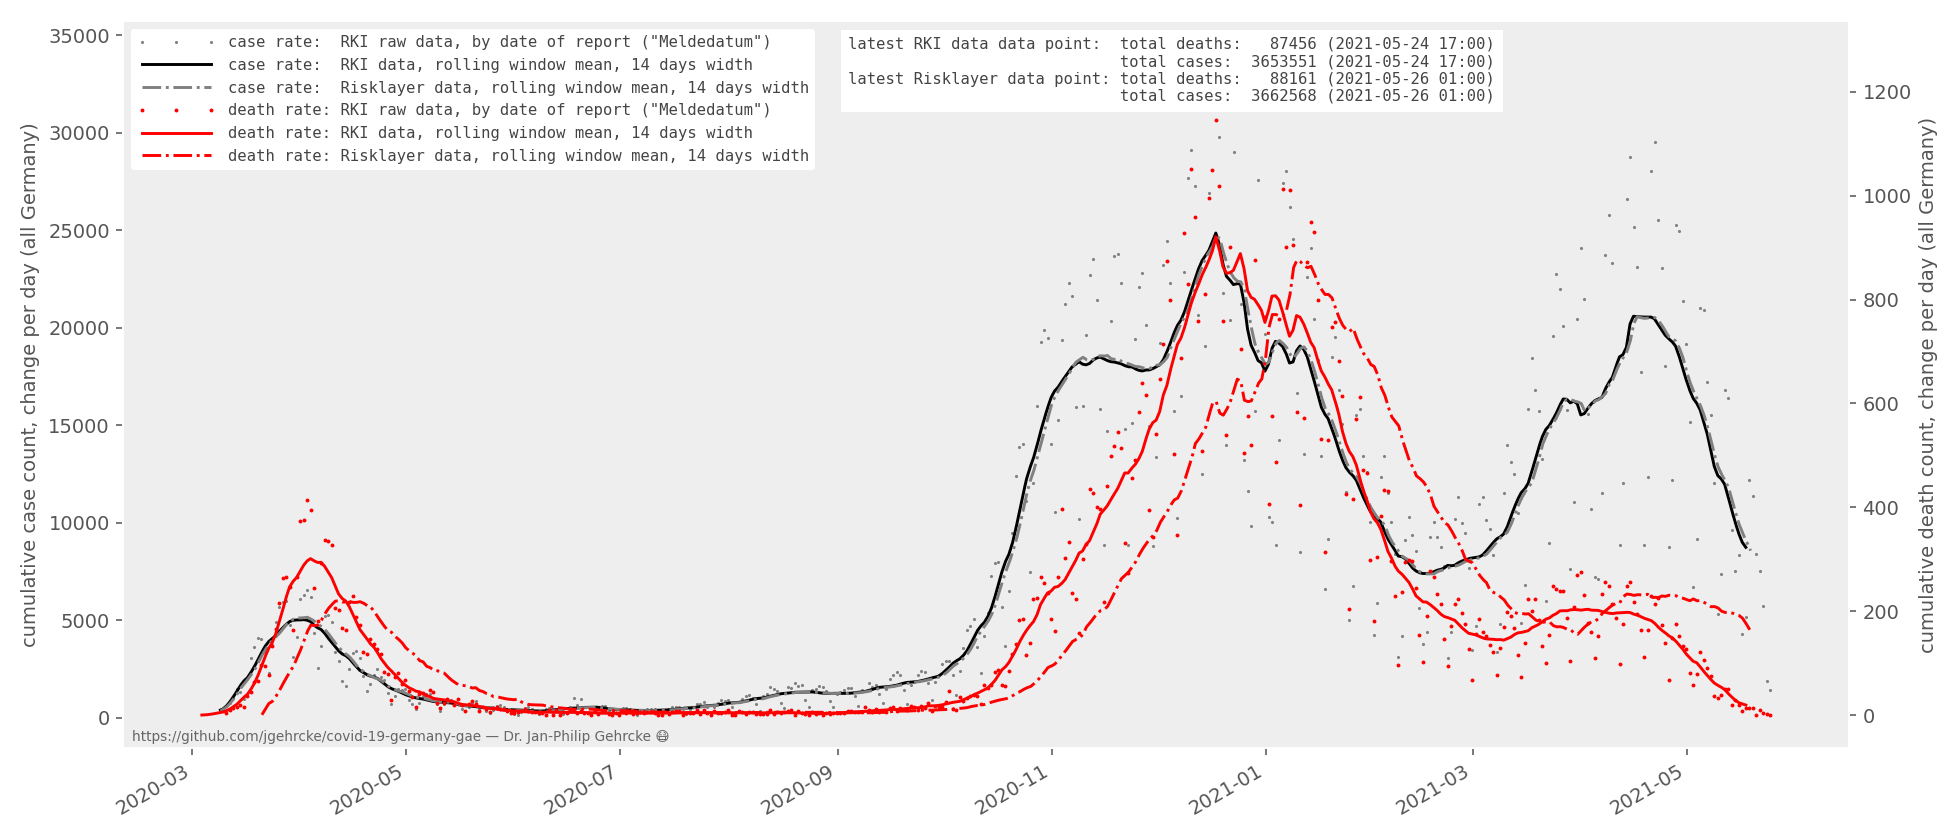 35000
30000
25000
20000
15000
10000
5000
0
cumulative case count, change per day (all Germany)
case rate:  RKI raw data, by date of report ("Meldedatum")
case rate:  RKI data, rolling window mean, 14 days width
case rate:  Risklayer data, rolling window mean, 14 days width
death rate: RKI raw data, by date of report ("Meldedatum")
death rate: RKI data, rolling window mean, 14 days width
death rate: Risklayer data, rolling window mean, 14 days width
latest RKI data data point:  total deaths:   87456 (2021-05-24 17:00)
total cases:  3653551 (2021-05-24 17:00)
latest Risklayer data point: total deaths:   88161 (2021-05-26 01:00)
total cases:  3662568 (2021-05-26 01:00)
1200
1000
800
600
400
200
0
cumulative death count, change per day (all Germany)
https://github.com/jgehrcke/covid-19-germany-gae — Dr. Jan-Philip Gehrcke 😷
2020-03
2020-05
2020-07
2020-09
2020-11
2021-01
2021-03
2021-05